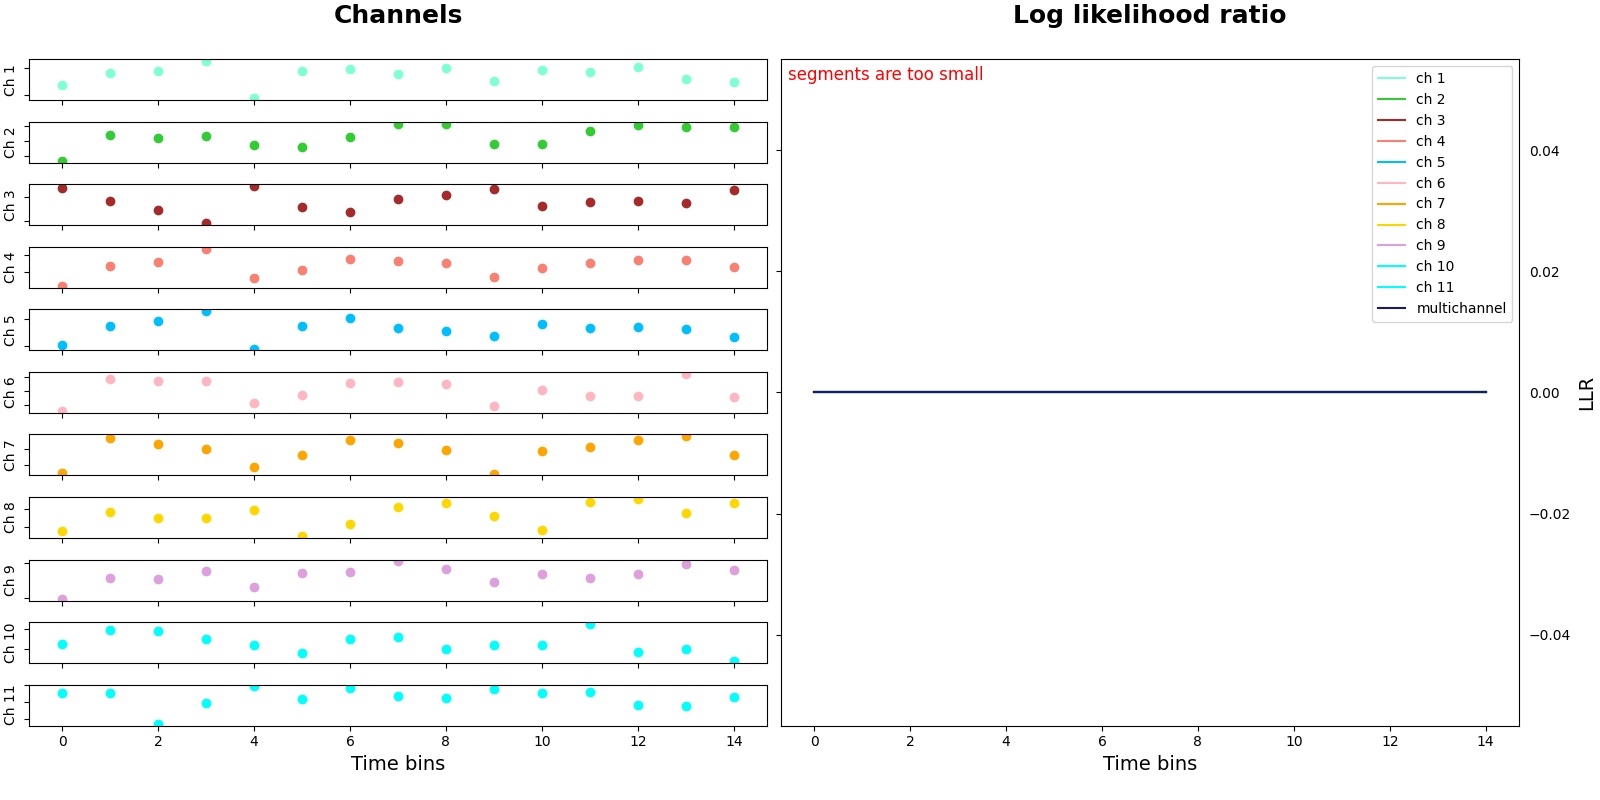 Channels
Ch 1
Ch 2
Ch 3
Ch 4
Ch 5
Ch 6
Ch 7
Ch 8
Ch 9
Ch 10
Ch 11
0 2 4 6 8 10 12 14
Time bins
Log likelihood ratio
segments are too small
ch 1
ch 2
ch 3
ch 4
ch 5
ch 6
ch 7
ch 8
ch 9
ch 10
ch 11
multichannel
0.04
0.02
0.00
−0.02
−0.04
LLR
0 2 4 6 8 10 12 14
Time bins